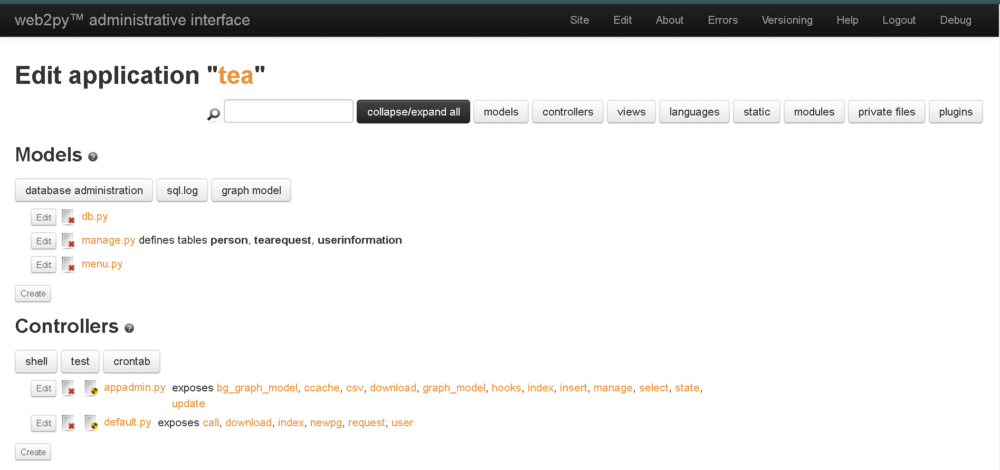 web2py™ administrative interface Site Edit About Errors Versioning Help Logout Debug
Edit application "tea"
collapse/expand all models controllers views languages static modules private files plugins
Models ?
database administration sql.log graph model
Edit db.py
Edit manage.py defines tables person, tearequest, userinformation
Edit menu.py
Create
Controllers ?
shell test crontab
Edit appadmin.py exposes bg_graph_model, ccache, csv, download, graph_model, hooks, index, insert, manage, select, state,
update
Edit default.py exposes call, download, index, newpg, request, user
Create